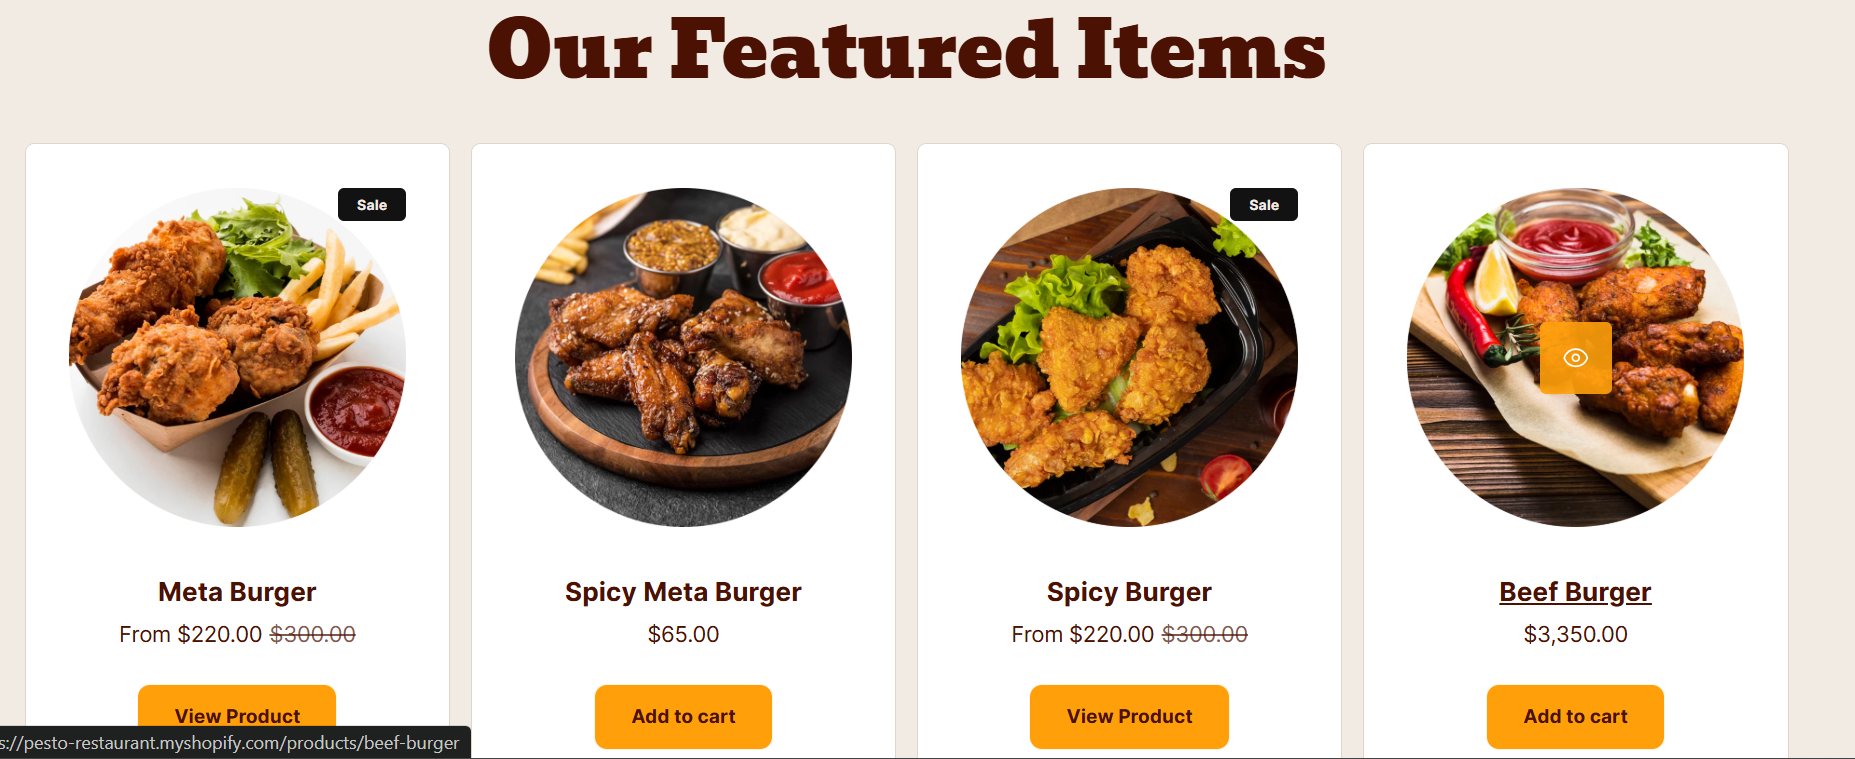 Our Featured Items
Sale
Sale
Meta Burger
From $220.00 $300.00
View Product
Spicy Meta Burger
$65.00
Add to cart
Spicy Burger
From $220.00 $300.00
View Product
Beef Burger
$3,350.00
Add to cart
s://pesto-restaurant.myshopify.com/products/beef-burger